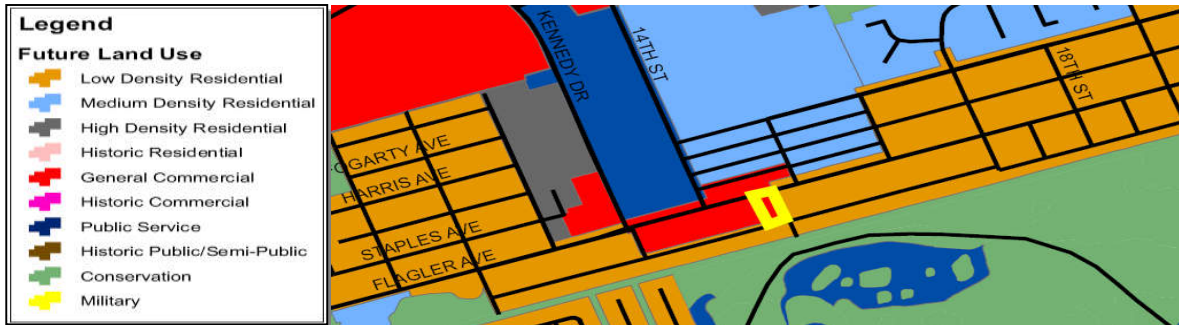 Legend
Future Land Use
Low Density Residential
Medium Density Residential
High Density Residential
Historic Residential
General Commercial
Historic Commercial
Public Service
Historic Public/Semi-Public
Conservation
Military
KENNEDY DR
14TH ST
18TH ST
OGARTY AVE
HARRIS AVE
STAPLES AVE
FLAGLER AVE